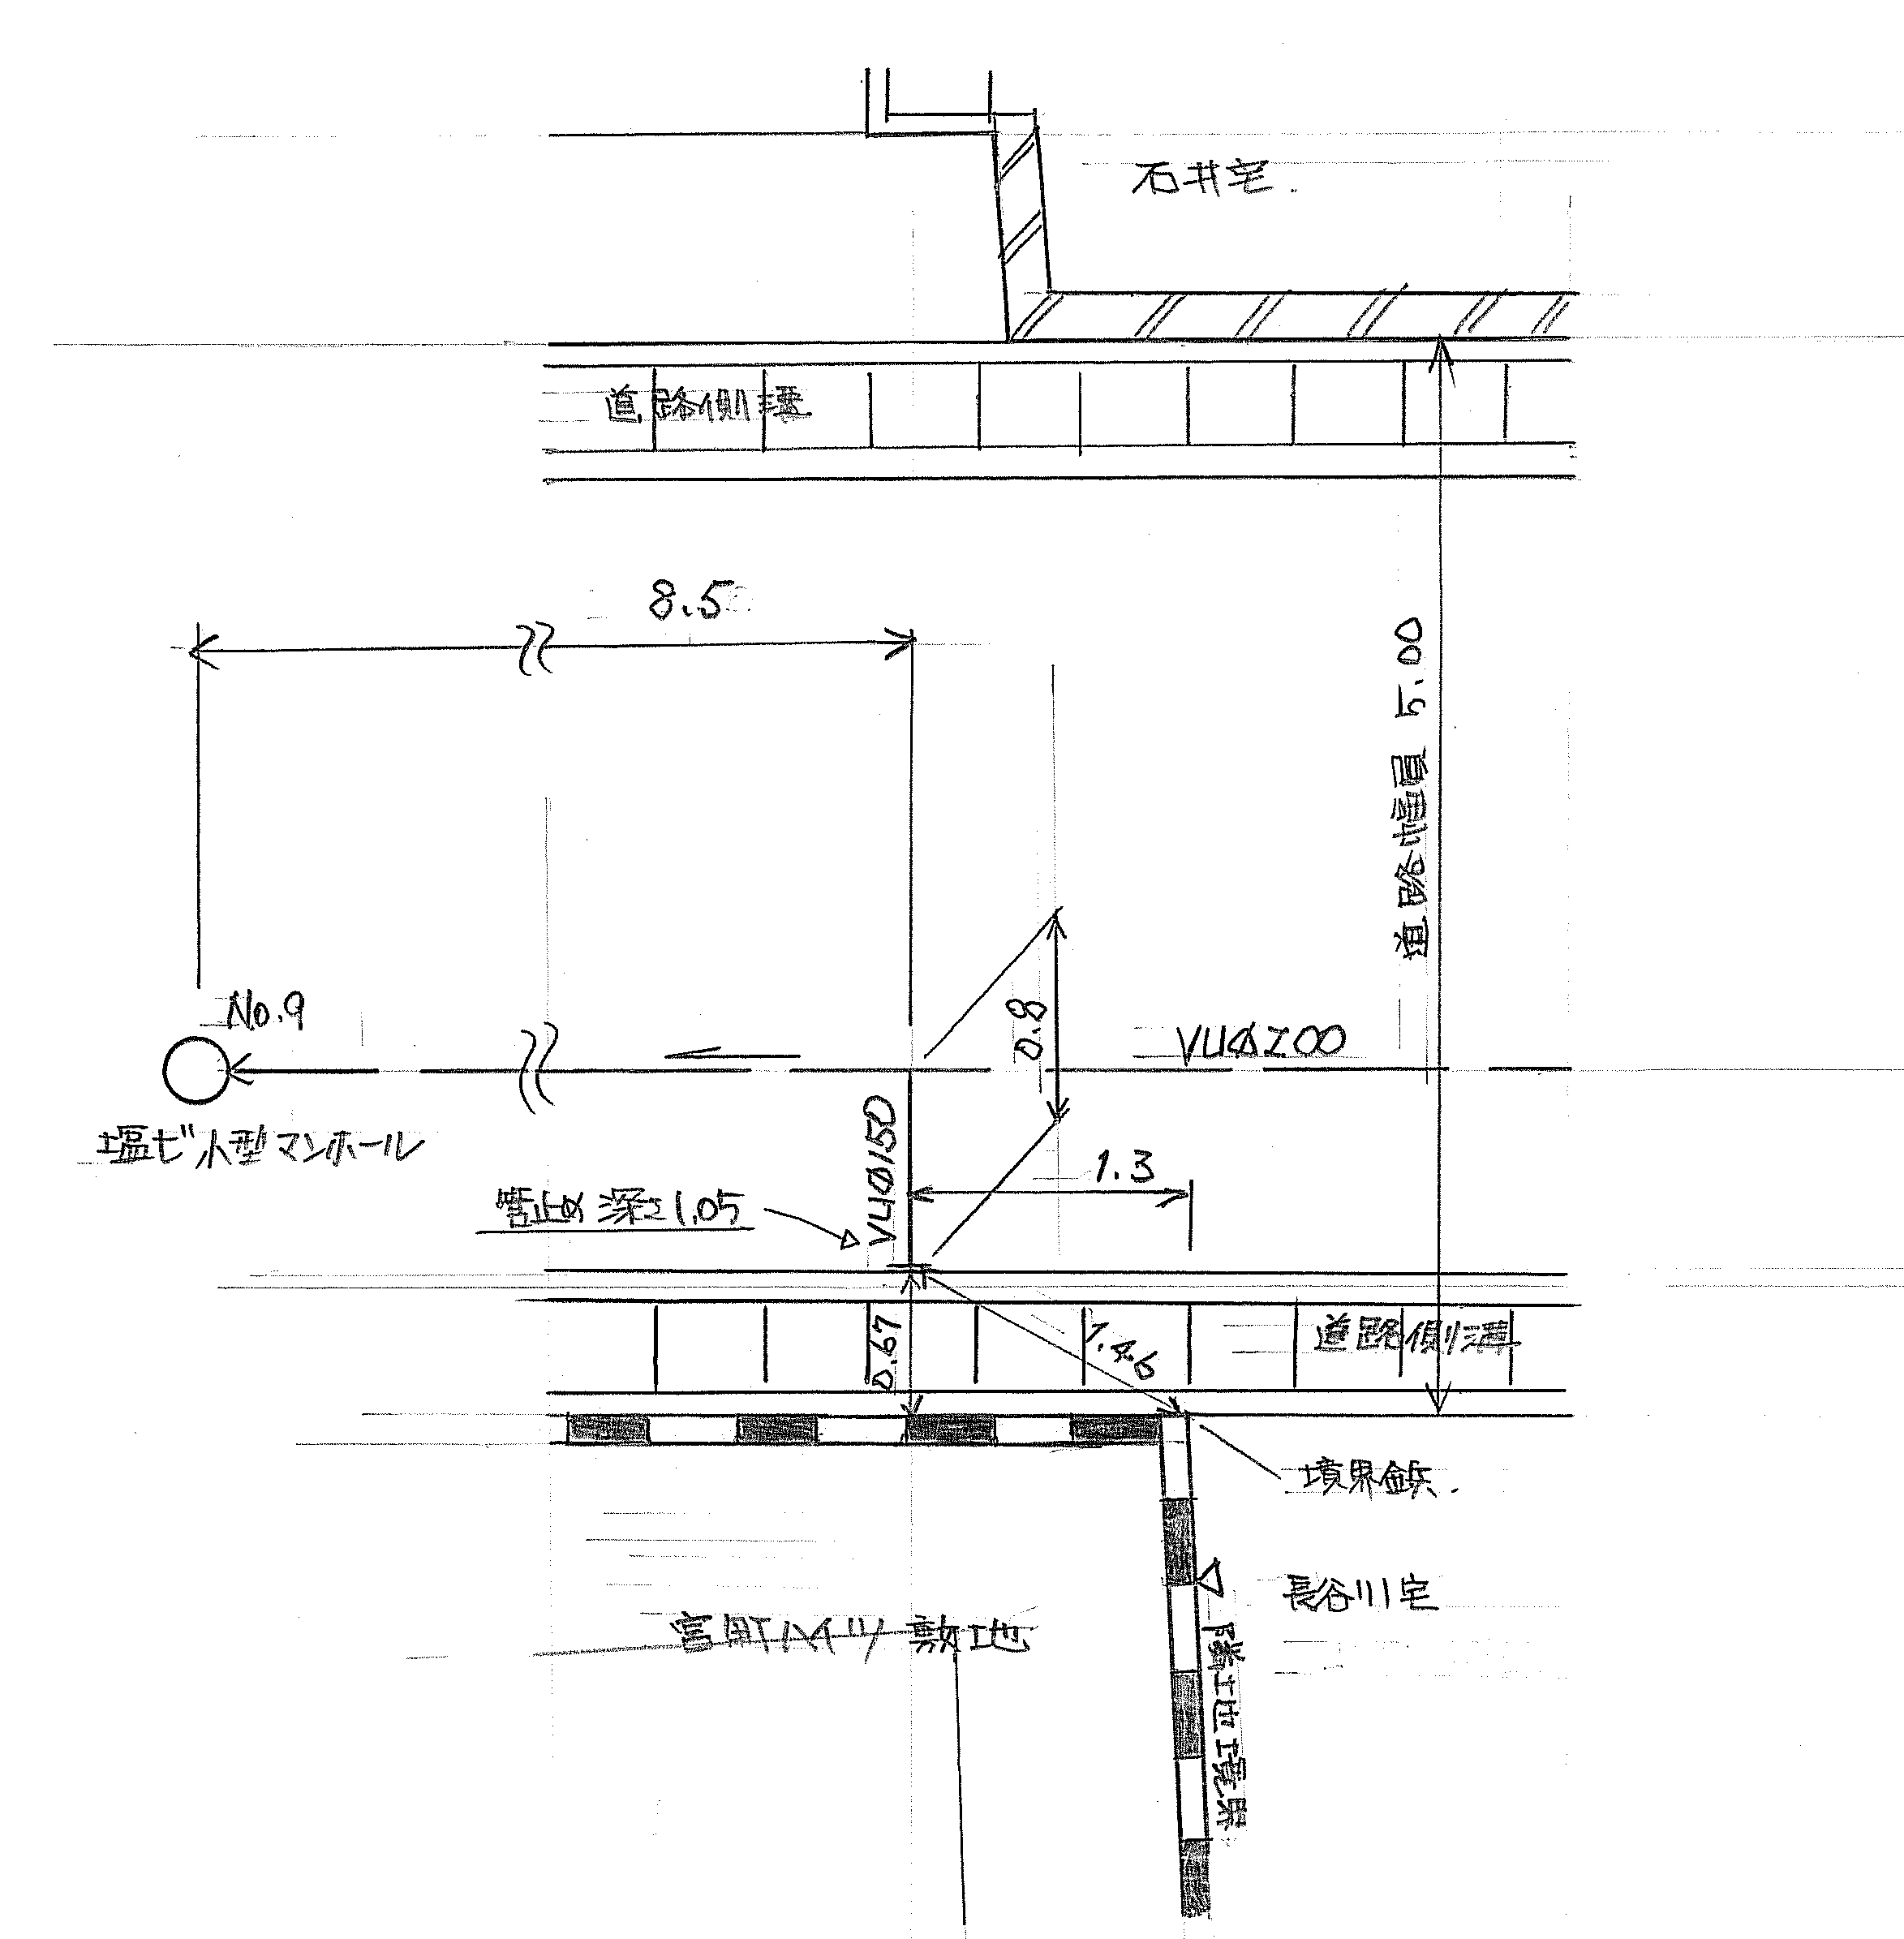 石井宅.
道路側溝
8.5
道路幅員 5.00
0.8
No.9
VUφ200
塩ビ小型マンホール
VUφ150
1.3
管止め 深さ1.05
0.67
1.46
道路側溝
境界鋲.
長谷川宅
ハイツ 敷地
隣地境界